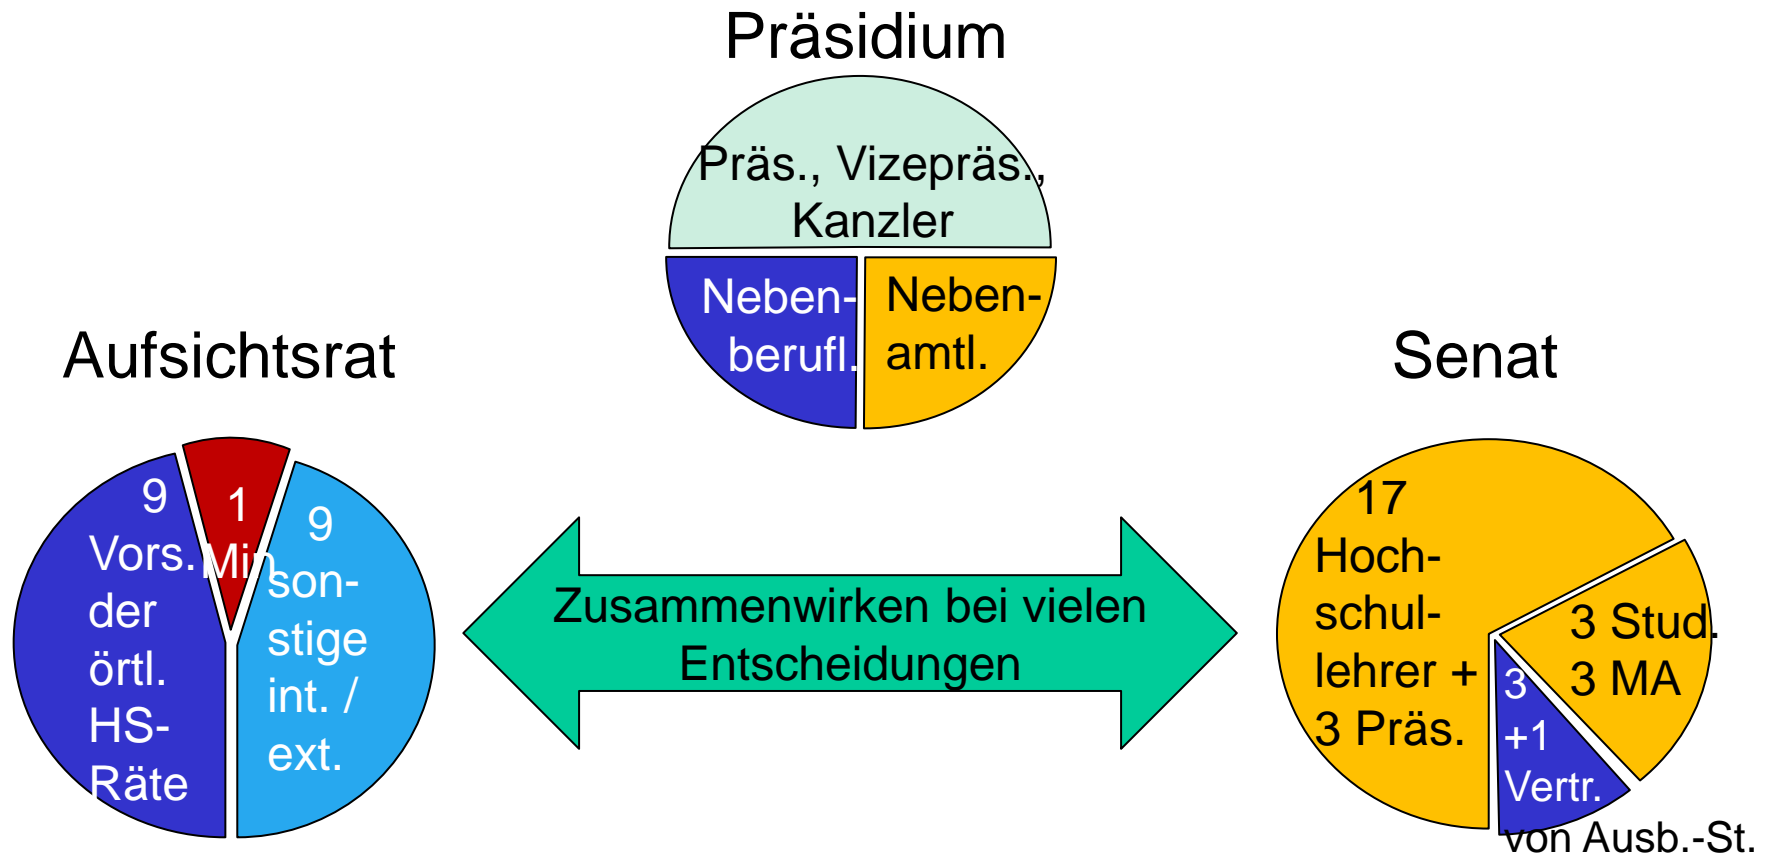 Präsidium
Präs., Vizepräs.,
Kanzler
Neben-
berufl.
Neben-
amtl.
Aufsichtsrat
9
Vors.
der
örtl.
HS-
Räte
1
Min
9
son-
stige
int. /
ext.
Zusammenwirken bei vielen
Entscheidungen
Senat
17
Hoch-
schul-
lehrer +
3 Präs.
3 Stud.
3 MA
3
+1
Vertr.
von Ausb.-St.